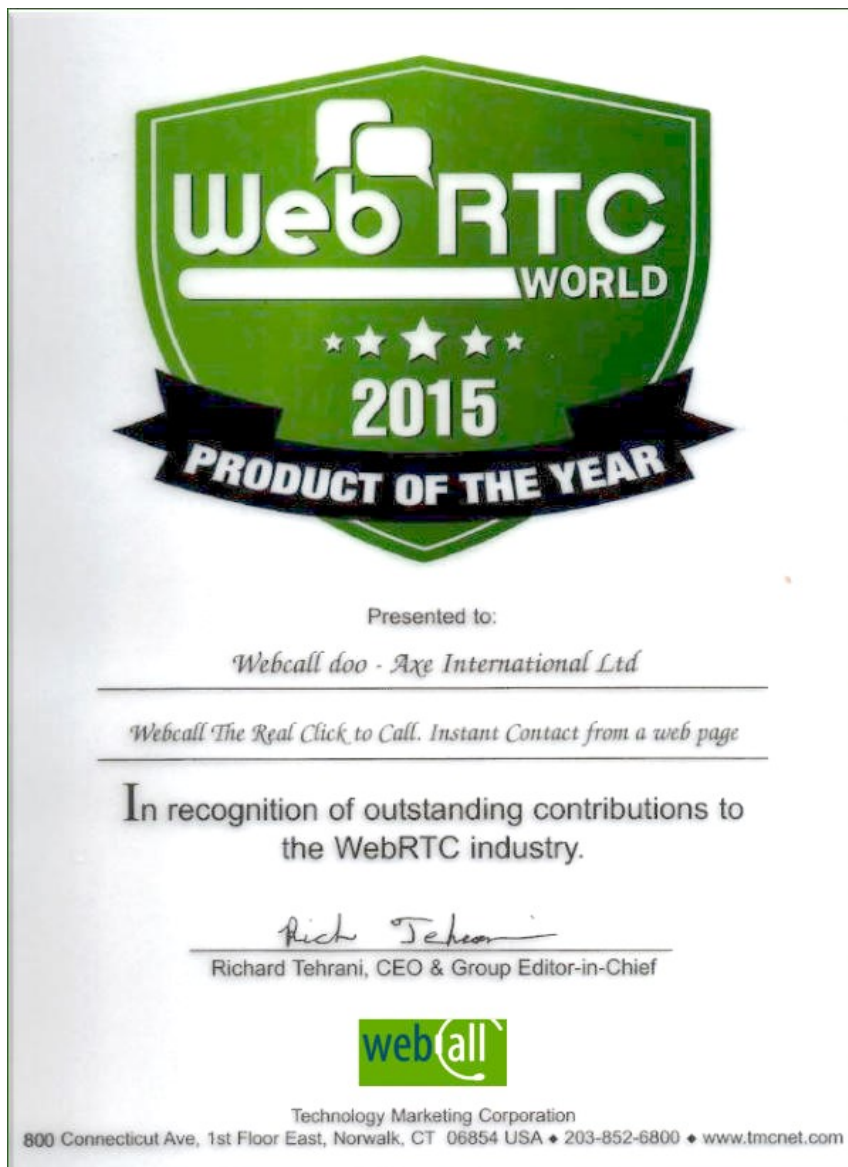 Web RTC
WORLD
2015
PRODUCT OF THE YEAR
Presented to:
Webcall doo - Axe International Ltd
Webcall The Real Click to Call. Instant Contact from a web page
In recognition of outstanding contributions to
the WebRTC industry.
Rich Tehrani
Richard Tehrani, CEO & Group Editor-in-Chief
webcall
Technology Marketing Corporation
800 Connecticut Ave, 1st Floor East, Norwalk, CT 06854 USA ◆ 203-852-6800 ◆ www.tmcnet.com